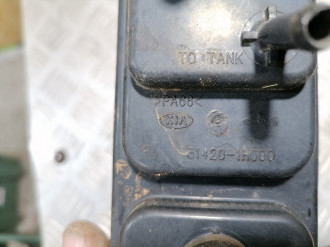 TO TANK
>PA66<
KIA
31420-1H000